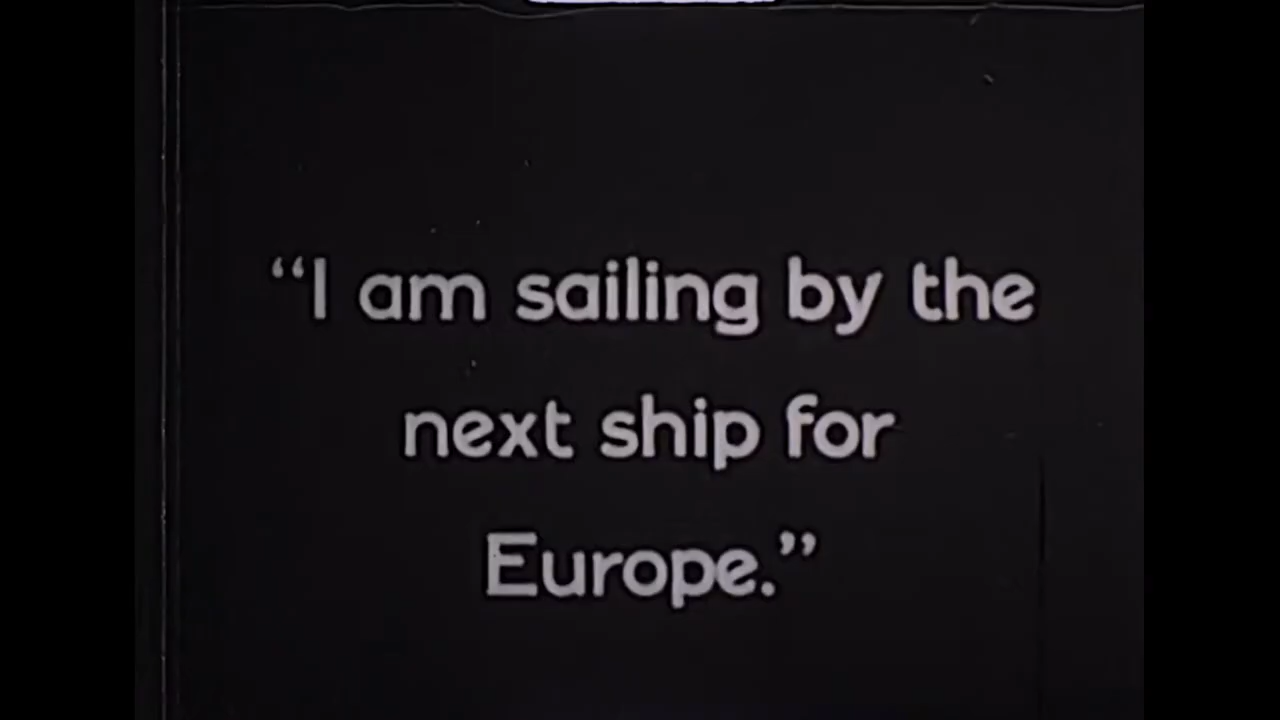 “I am sailing by the
next ship for
Europe.”